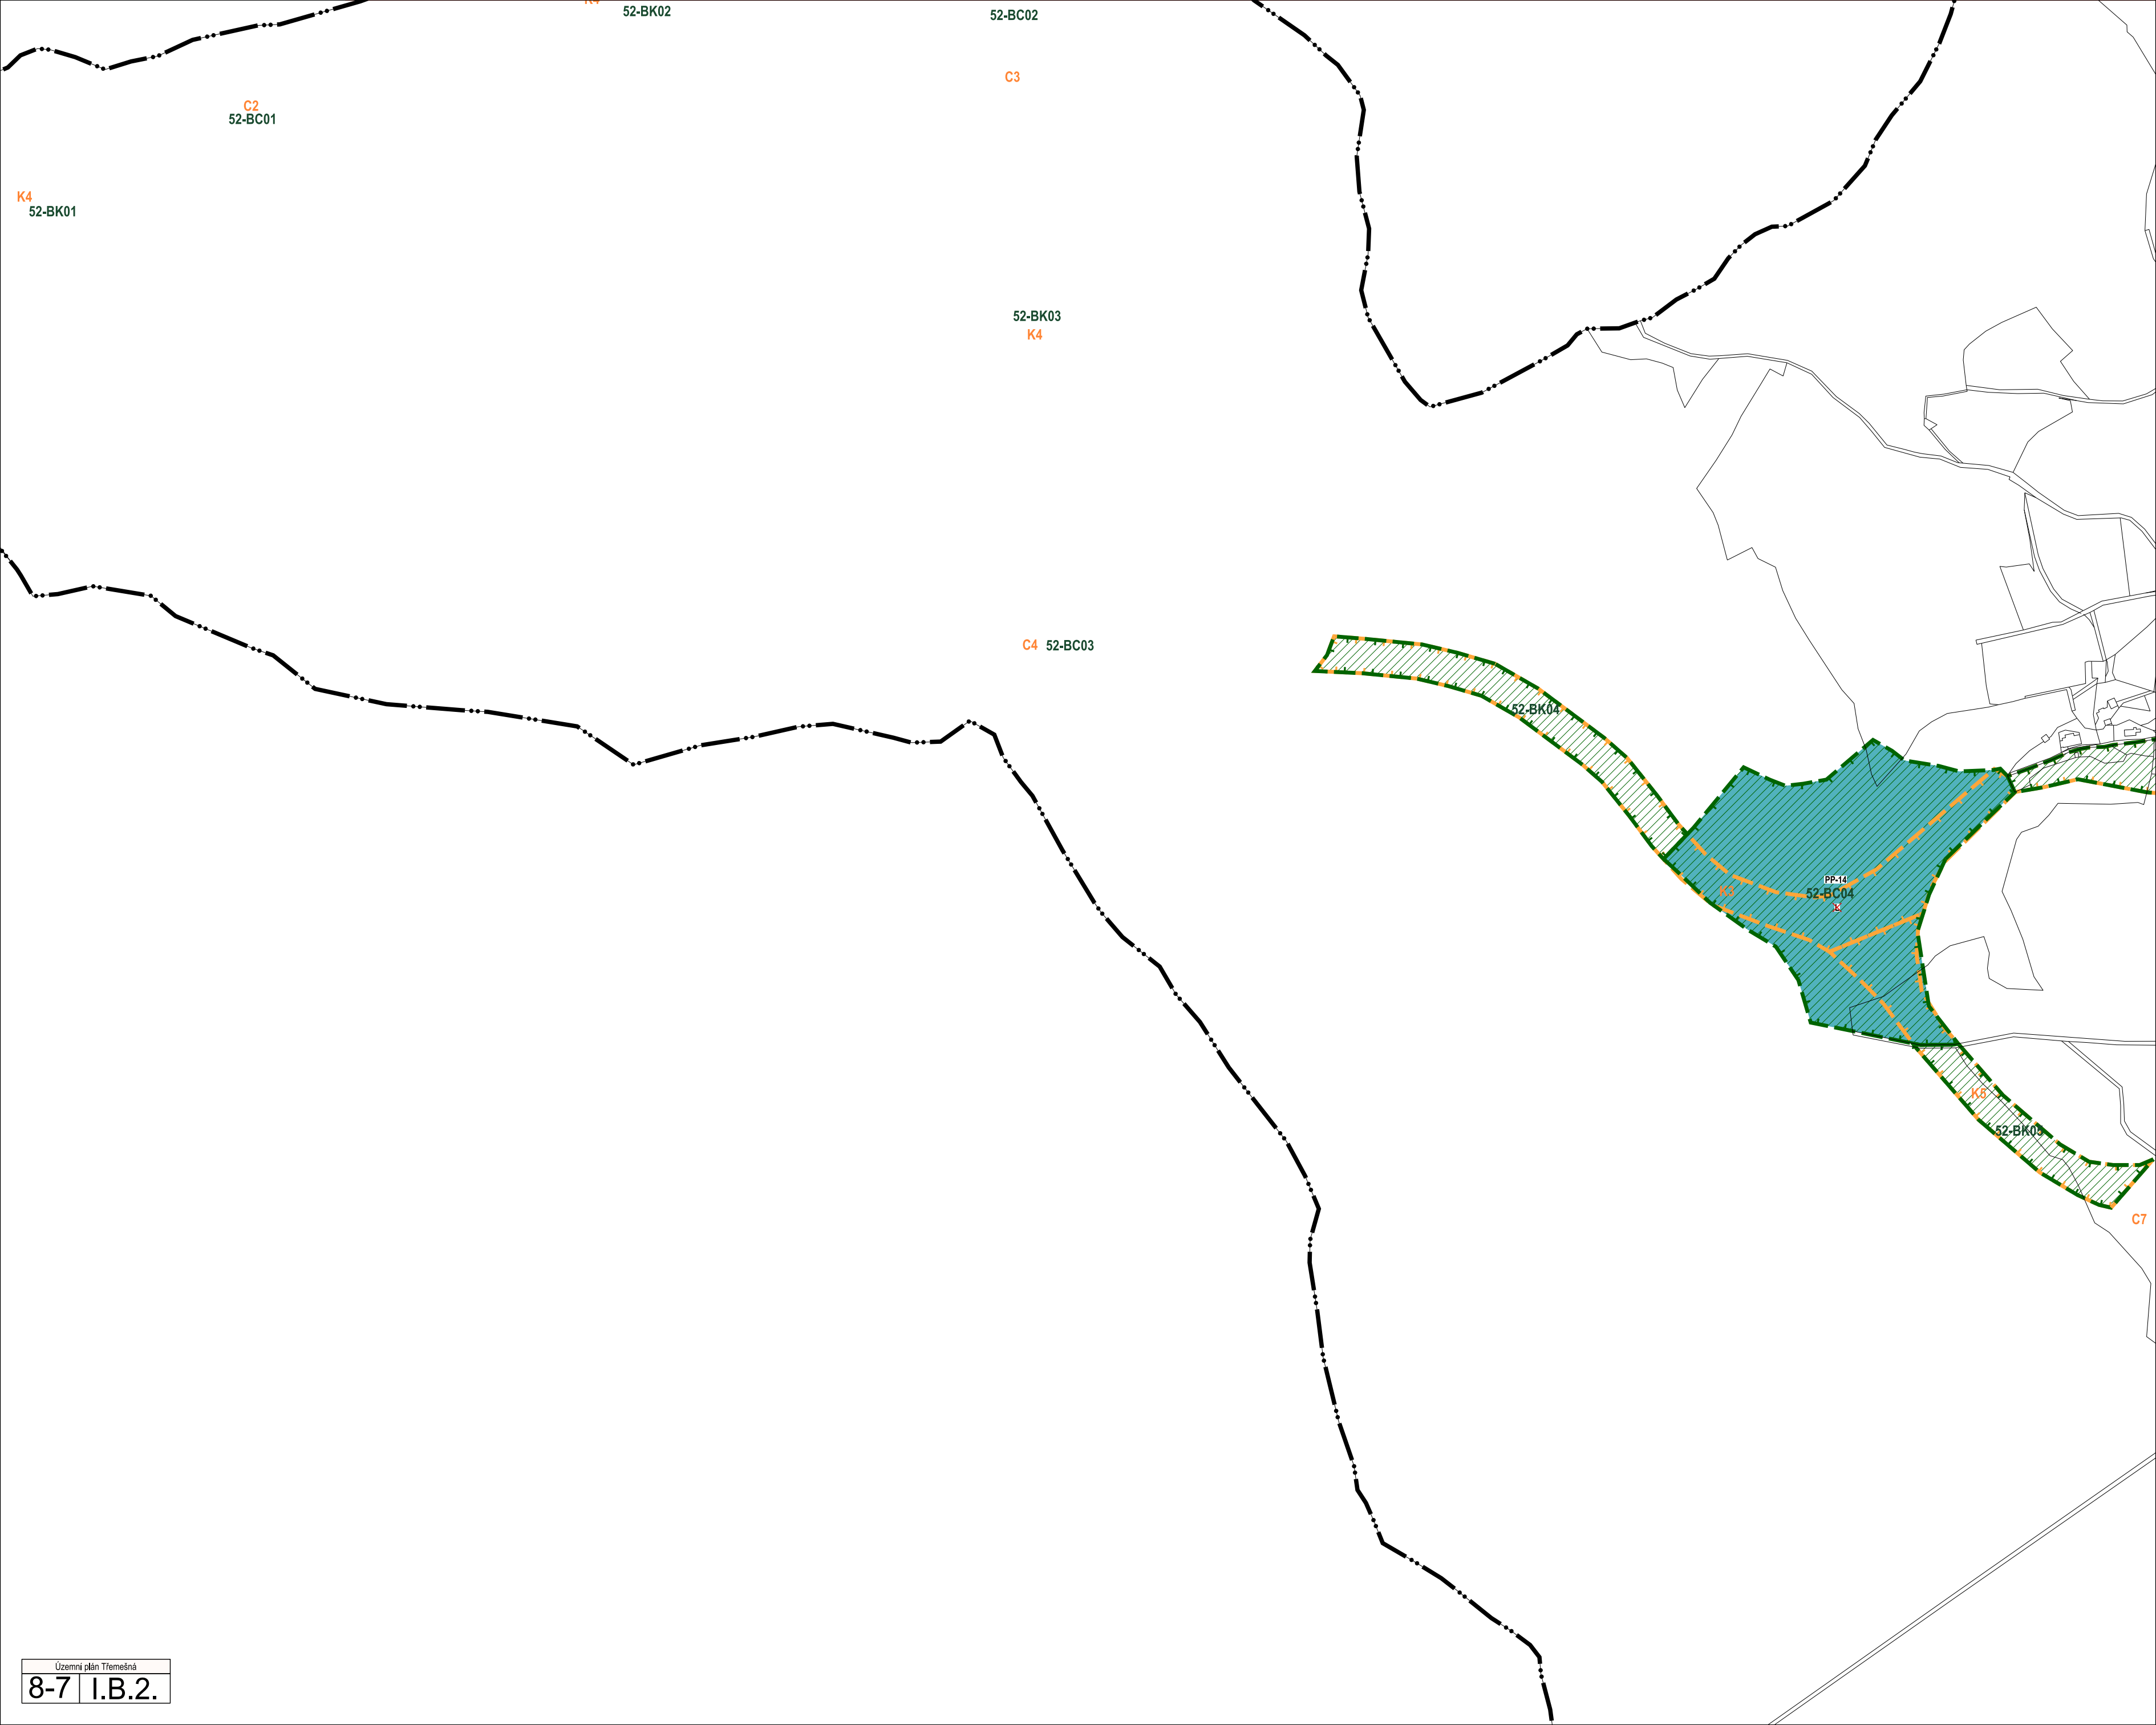 K4
52-BK02
52-BC02
C3
C2
52-BC01
K4
52-BK01
52-BK03
K4
C4 52-BC03
52-BK04
PP-14
K3
52-BC04
K5
52-BK05
C7
Územní plán Třemešná
8-7 I.B.2.